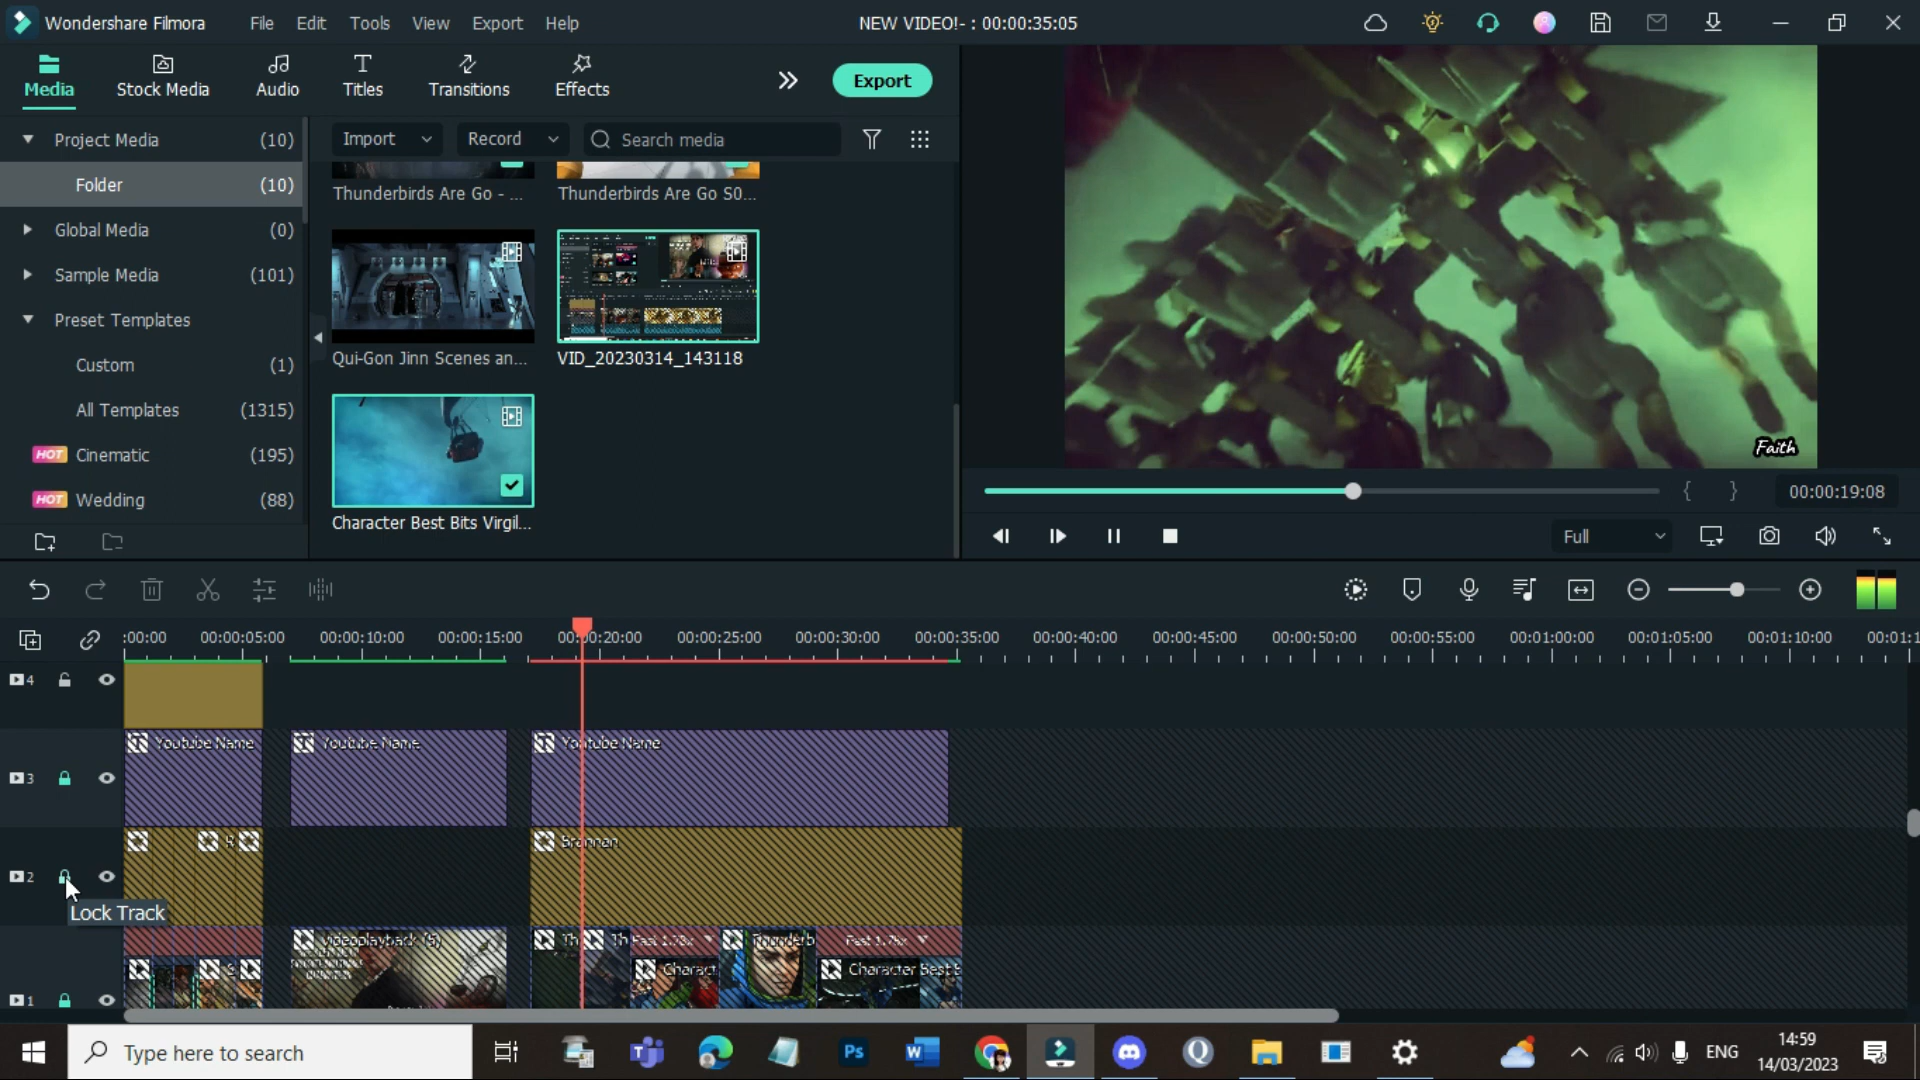 Wondershare Filmora
File Edit Tools View Export Help
NEW VIDEO!- : 00:00:35:05
Media
Stock Media
Audio
Titles
Transitions
Effects
Export
Project Media (10)
Folder (10)
Global Media (0)
Sample Media (101)
Preset Templates
Custom (1)
All Templates (1315)
HOT Cinematic (195)
HOT Wedding (88)
Import
Record
Search media
Thunderbirds Are Go - ...
Thunderbirds Are Go S0...
Qui-Gon Jinn Scenes an...
VID_20230314_143118
Character Best Bits Virgil...
Faith
00:00:19:08
Full
:00:00 00:00:05:00 00:00:10:00 00:00:15:00 00:00:20:00 00:00:25:00 00:00:30:00 00:00:35:00 00:00:40:00 00:00:45:00 00:00:50:00 00:00:55:00 00:01:00:00 00:01:05:00 00:01:10:00 00:01:1
4
3
Youtube Name
Youtube Name
Youtube Name
2
R
Brannan
Lock Track
1
Videoplayback (5)
Th
Th Fast 1.78x
Charact
Thunderb
Fast 1.76x
Character Best B
Type here to search
Ps
ENG
14:59
14/03/2023